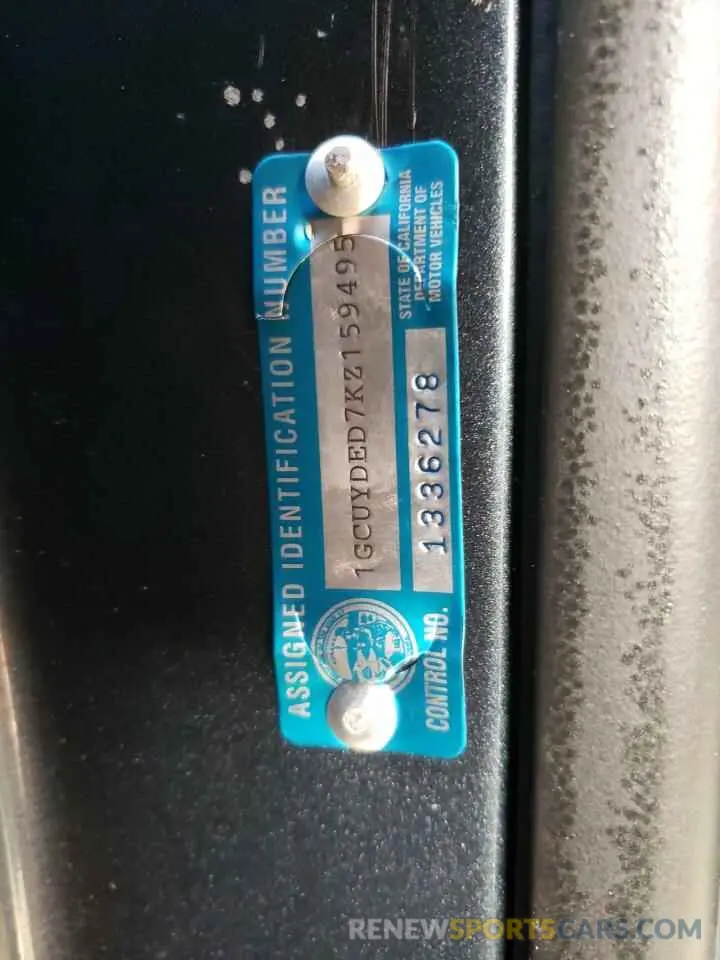 ASSIGNED IDENTIFICATION NUMBER
1GCUYDED7KZ159495
STATE OF CALIFORNIA
DEPARTMENT OF
MOTOR VEHICLES
CONTROL NO. 1336278
RENEWSPORTSCARS.COM